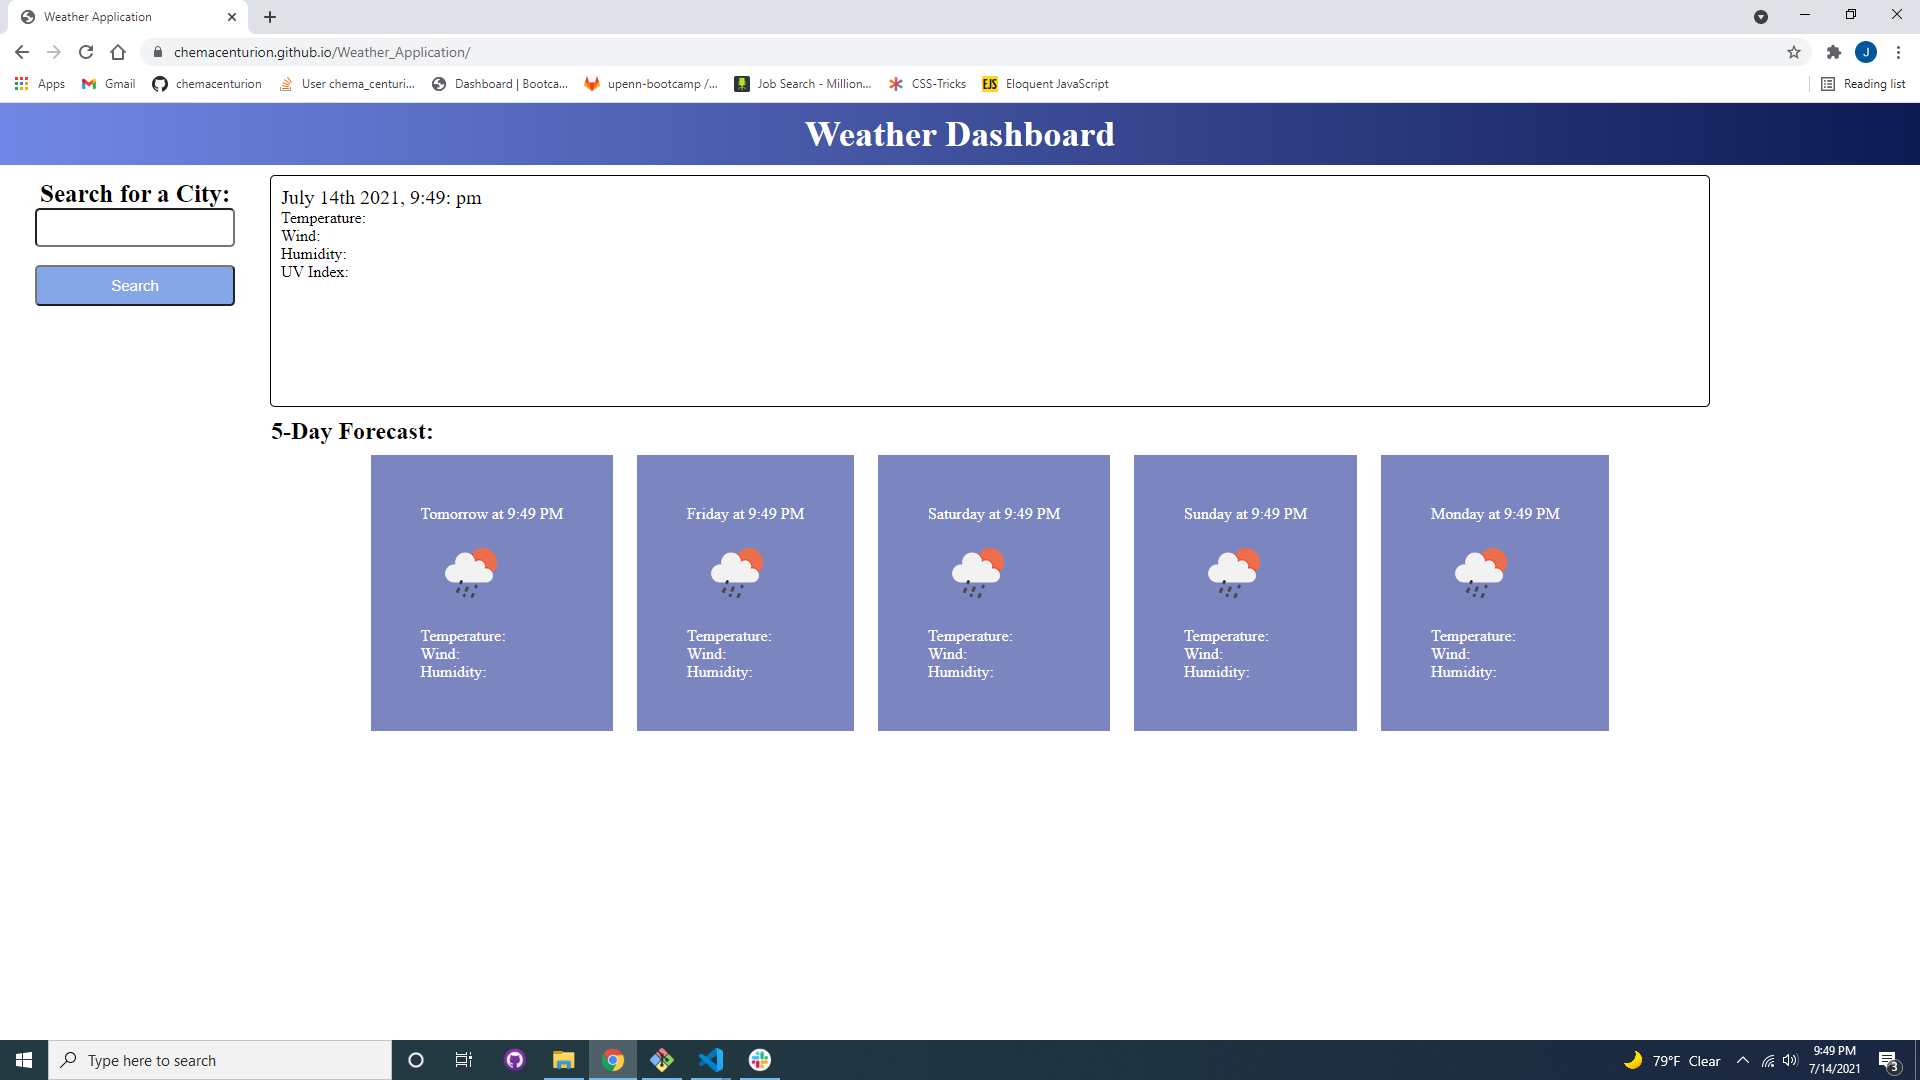 Weather Application
chemacenturion.github.io/Weather_Application/
J
Apps
Gmail
chemacenturion
User chema_centuri...
Dashboard | Bootca...
upenn-bootcamp /...
Job Search - Million...
CSS-Tricks
EJS Eloquent JavaScript
Reading list
Weather Dashboard
Search for a City:
Search
July 14th 2021, 9:49: pm
Temperature:
Wind:
Humidity:
UV Index:
5-Day Forecast:
Tomorrow at 9:49 PM
Temperature:
Wind:
Humidity:
Friday at 9:49 PM
Temperature:
Wind:
Humidity:
Saturday at 9:49 PM
Temperature:
Wind:
Humidity:
Sunday at 9:49 PM
Temperature:
Wind:
Humidity:
Monday at 9:49 PM
Temperature:
Wind:
Humidity:
Type here to search
79°F Clear
9:49 PM
7/14/2021
3